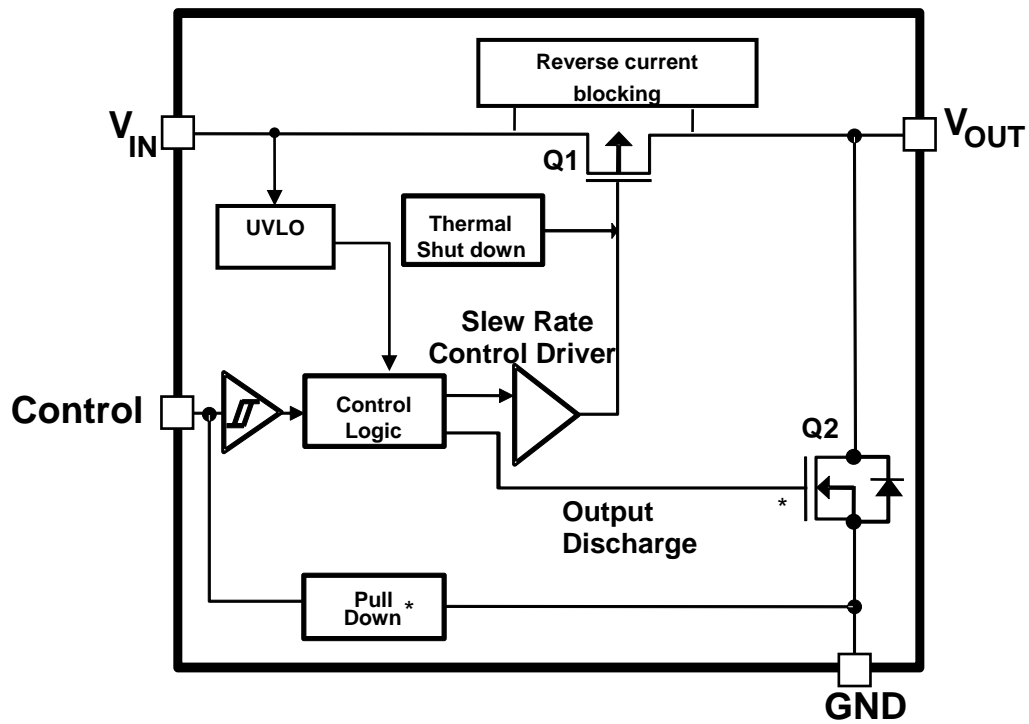 Reverse current
blocking
VIN
VOUT
Q1
UVLO
Thermal
Shut down
Slew Rate
Control Driver
Control
Control
Logic
Q2
*
Output
Discharge
Pull
Down *
GND